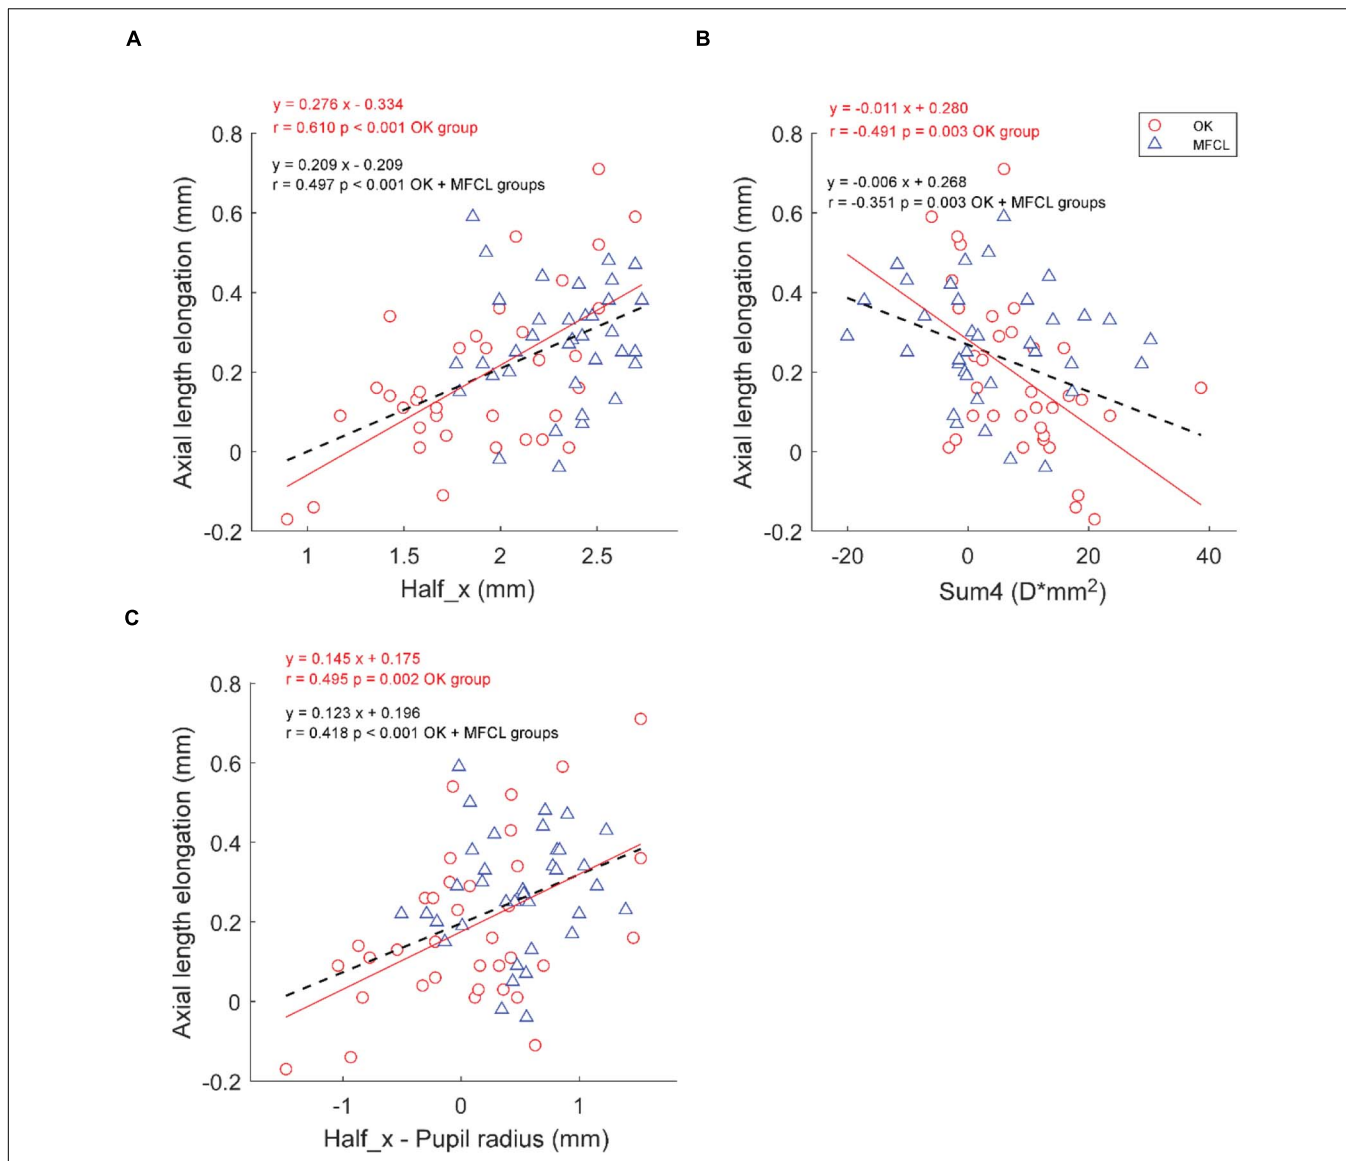 A
y = 0.276 x - 0.334
r = 0.610 p < 0.001 OK group
y = 0.209 x - 0.209
r = 0.497 p < 0.001 OK + MFCL groups
0.8
0.6
0.4
0.2
0
-0.2
Axial length elongation (mm)
1 1.5 2 2.5
Half_x (mm)
B
y = -0.011 x + 0.280
r = -0.491 p = 0.003 OK group
y = -0.006 x + 0.268
r = -0.351 p = 0.003 OK + MFCL groups
OK
MFCL
0.8
0.6
0.4
0.2
0
-0.2
Axial length elongation (mm)
-20 0 20 40
Sum4 (D*mm²)
C
y = 0.145 x + 0.175
r = 0.495 p = 0.002 OK group
y = 0.123 x + 0.196
r = 0.418 p < 0.001 OK + MFCL groups
0.8
0.6
0.4
0.2
0
-0.2
Axial length elongation (mm)
-1 0 1
Half_x - Pupil radius (mm)